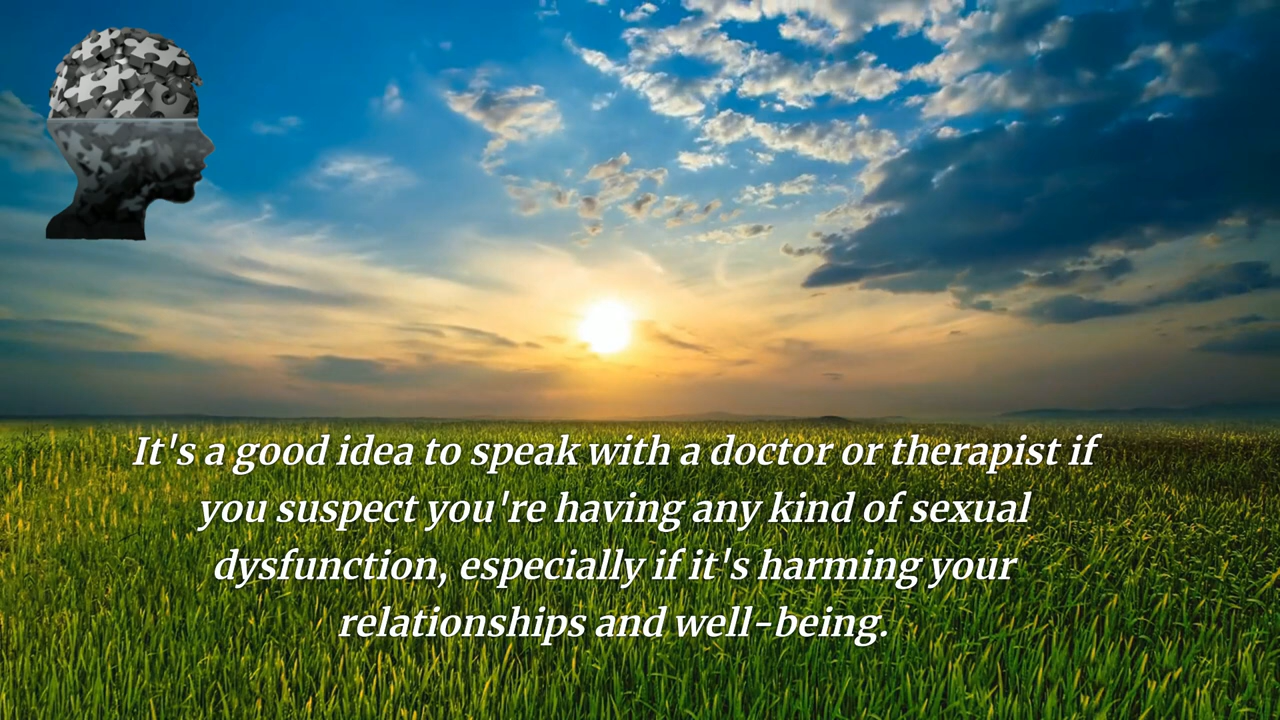 It's a good idea to speak with a doctor or therapist if
you suspect you're having any kind of sexual
dysfunction, especially if it's harming your
relationships and well-being.